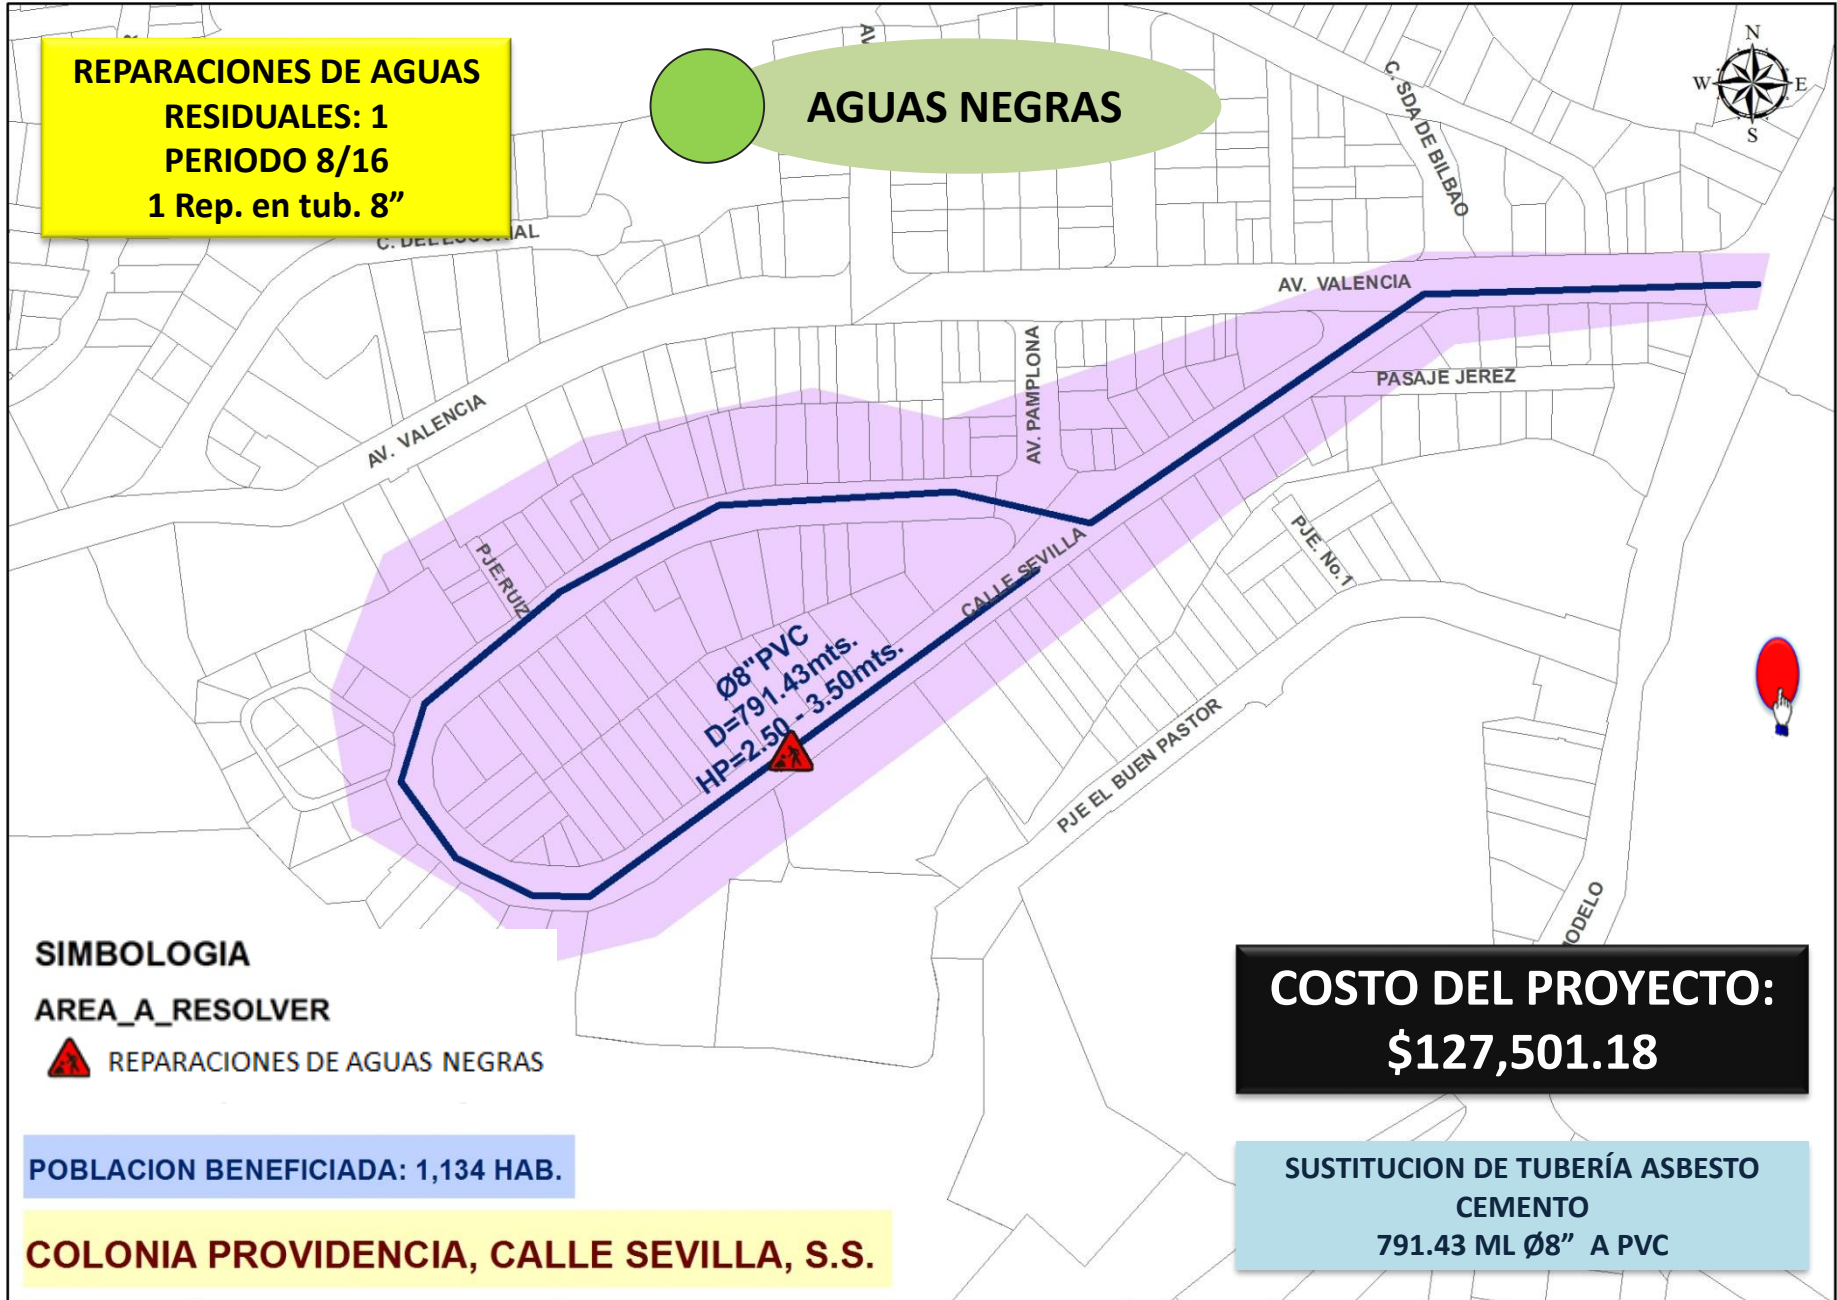 REPARACIONES DE AGUAS
RESIDUALES: 1
PERIODO 8/16
1 Rep. en tub. 8”
AGUAS NEGRAS
N
W
E
S
C. SDA DE BILBAO
AV. VALENCIA
AV. PAMPLONA
PASAJE JEREZ
AV. VALENCIA
PJE.RUIZ
PJE. No.1
CALLE SEVILLA
Ø8"PVC
D=791.43mts.
HP=2.50 - 3.50mts.
PJE EL BUEN PASTOR
SIMBOLOGIA
AREA_A_RESOLVER
REPARACIONES DE AGUAS NEGRAS
COSTO DEL PROYECTO:
$127,501.18
POBLACION BENEFICIADA: 1,134 HAB.
SUSTITUCION DE TUBERÍA ASBESTO
CEMENTO
791.43 ML Ø8” A PVC
COLONIA PROVIDENCIA, CALLE SEVILLA, S.S.